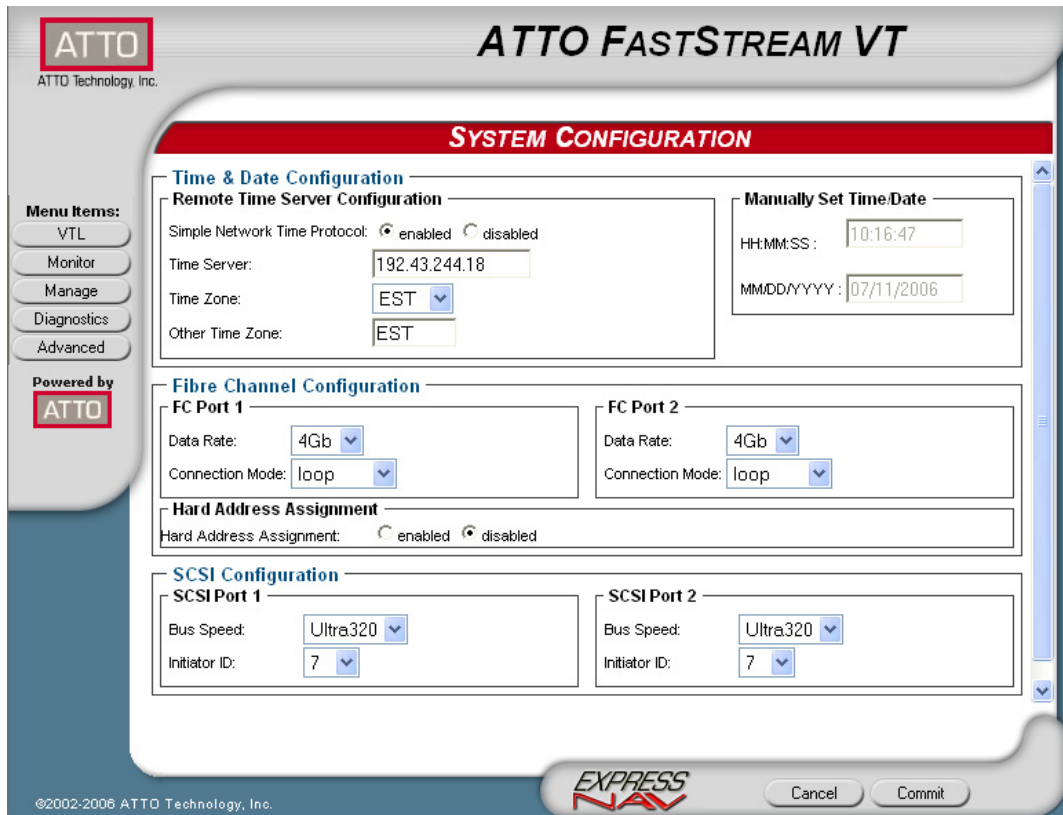 ATTO
ATTO Technology, Inc.
ATTO FASTSTREAM VT
SYSTEM CONFIGURATION
Menu Items:
VTL
Monitor
Manage
Diagnostics
Advanced
Powered by
ATTO
Time & Date Configuration
Remote Time Server Configuration
Simple Network Time Protocol: enabled disabled
Time Server: 192.43.244.18
Time Zone: EST
Other Time Zone: EST
Manually Set Time/Date
HH:MM:SS : 10:16:47
MM/DD/YYYY : 07/11/2006
Fibre Channel Configuration
FC Port 1
Data Rate: 4Gb
Connection Mode: loop
FC Port 2
Data Rate: 4Gb
Connection Mode: loop
Hard Address Assignment
Hard Address Assignment: enabled disabled
SCSI Configuration
SCSI Port 1
Bus Speed: Ultra320
Initiator ID: 7
SCSI Port 2
Bus Speed: Ultra320
Initiator ID: 7
©2002-2006 ATTO Technology, Inc.
EXPRESS
NAV
Cancel
Commit